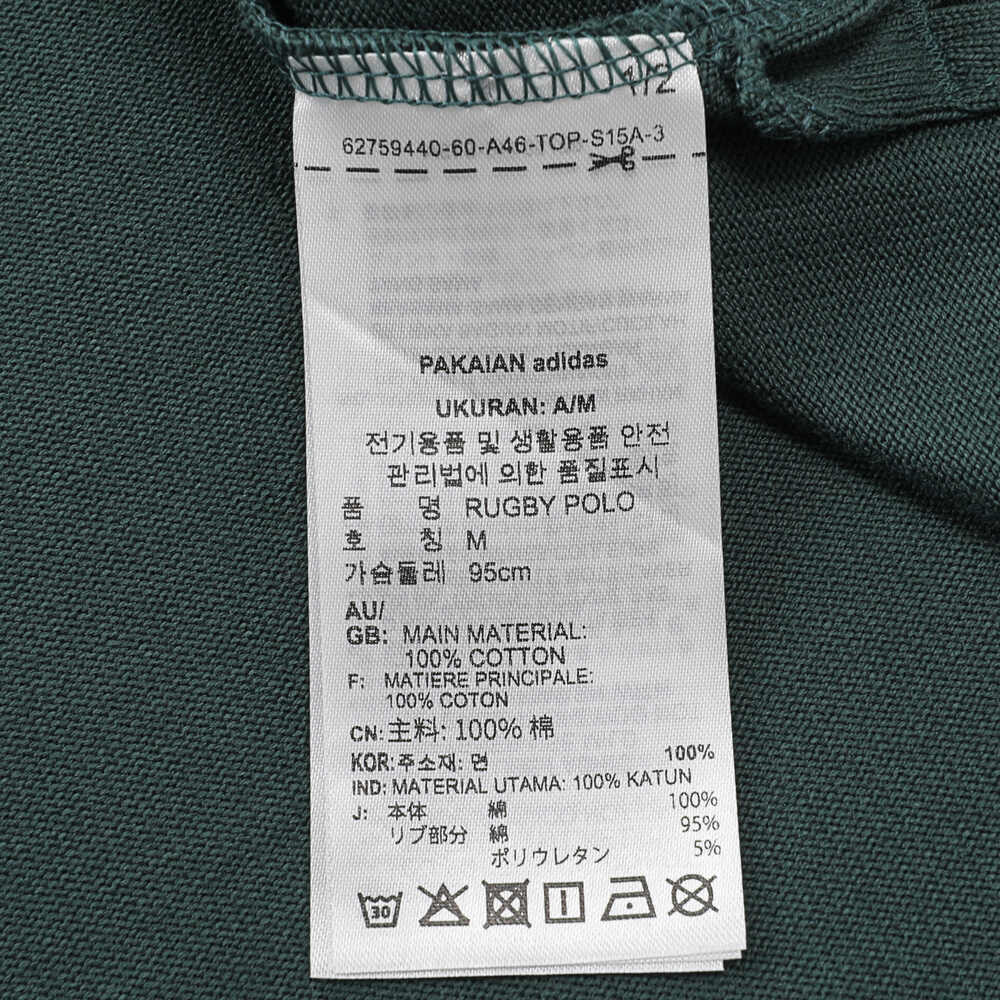 1/2
62759440-60-A46-TOP-S15A-3
PAKAIAN adidas
UKURAN: A/M
전기용품 및 생활용품 안전
관리법에 의한 품질표시
품 명 RUGBY POLO
호 칭 M
가슴둘레 95cm
AU/
GB: MAIN MATERIAL:
100% COTTON
F: MATIERE PRINCIPALE:
100% COTON
CN: 主料: 100% 棉
KOR: 주소재: 면 100%
IND: MATERIAL UTAMA: 100% KATUN
J: 本体 綿 100%
リブ部分 綿 95%
ポリウレタン 5%
30